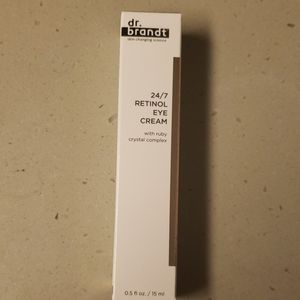 dr.
brandt
skin changing science
24/7
RETINOL
EYE
CREAM
with ruby
crystal complex
0.5 fl oz. / 15 ml